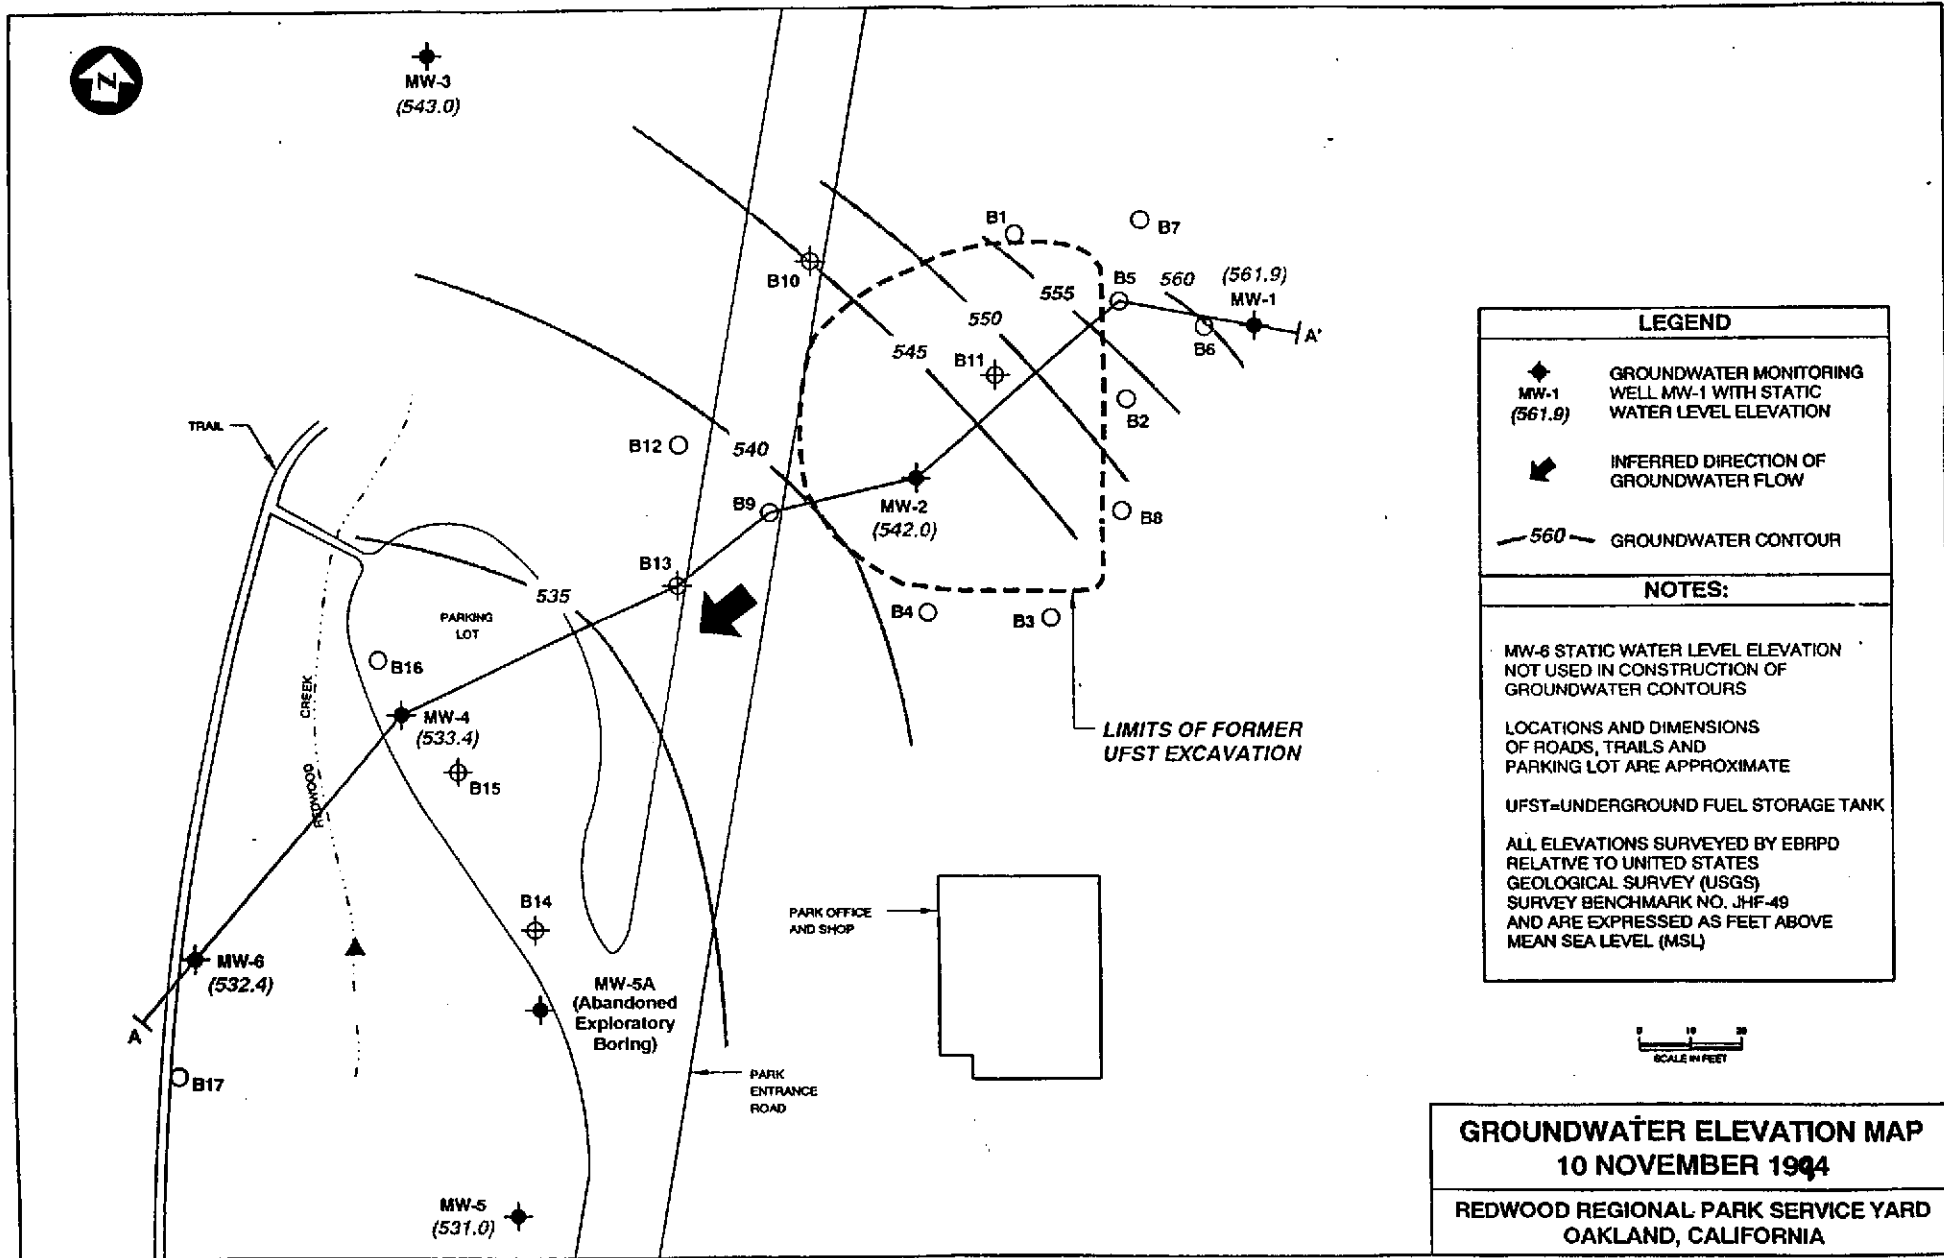 N
MW-3
(543.0)
B1
B7
B10
B5
560
(561.9)
MW-1
555
550
545
B11
B6
A'
B2
TRAIL
B12
540
B9
MW-2
(542.0)
B8
B13
535
PARKING
LOT
B4
B3
B16
CREEK
REDWOOD
MW-4
(533.4)
B15
LIMITS OF FORMER
UFST EXCAVATION
B14
PARK OFFICE
AND SHOP
MW-6
(532.4)
MW-5A
(Abandoned
Exploratory
Boring)
A
B17
PARK
ENTRANCE
ROAD
MW-5
(531.0)
LEGEND
MW-1
(561.9)
GROUNDWATER MONITORING
WELL MW-1 WITH STATIC
WATER LEVEL ELEVATION
INFERRED DIRECTION OF
GROUNDWATER FLOW
560
GROUNDWATER CONTOUR
NOTES:
MW-6 STATIC WATER LEVEL ELEVATION
NOT USED IN CONSTRUCTION OF
GROUNDWATER CONTOURS
LOCATIONS AND DIMENSIONS
OF ROADS, TRAILS AND
PARKING LOT ARE APPROXIMATE
UFST=UNDERGROUND FUEL STORAGE TANK
ALL ELEVATIONS SURVEYED BY EBRPD
RELATIVE TO UNITED STATES
GEOLOGICAL SURVEY (USGS)
SURVEY BENCHMARK NO. JHF-49
AND ARE EXPRESSED AS FEET ABOVE
MEAN SEA LEVEL (MSL)
0 10
SCALE IN FEET
GROUNDWATER ELEVATION MAP
10 NOVEMBER 1994
REDWOOD REGIONAL PARK SERVICE YARD
OAKLAND, CALIFORNIA